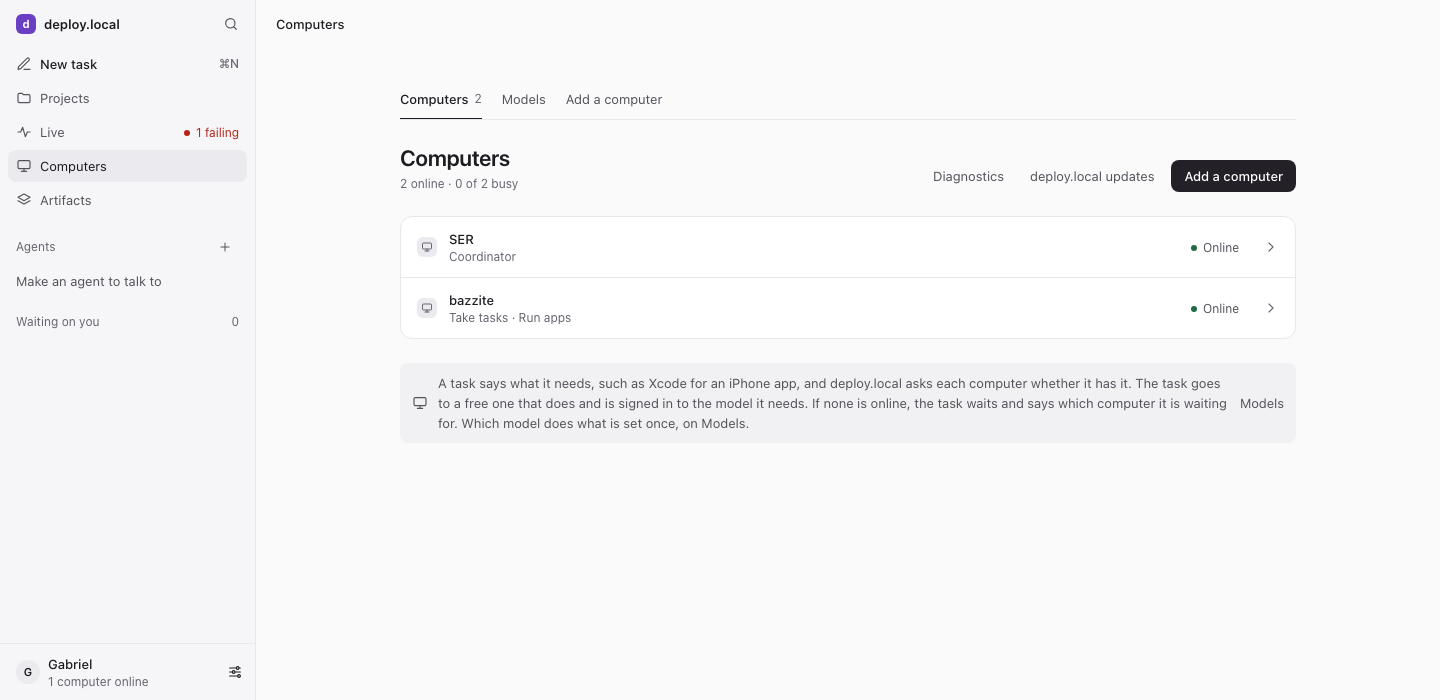 d deploy.local
New task ⌘N
Projects
Live 1 failing
Computers
Artifacts
Agents
Make an agent to talk to
Waiting on you 0
G Gabriel
1 computer online
Computers
Computers 2 Models Add a computer
Computers
2 online · 0 of 2 busy
Diagnostics deploy.local updates Add a computer
SER
Coordinator
Online
bazzite
Take tasks · Run apps
Online
A task says what it needs, such as Xcode for an iPhone app, and deploy.local asks each computer whether it has it. The task goes
to a free one that does and is signed in to the model it needs. If none is online, the task waits and says which computer it is waiting
for. Which model does what is set once, on Models.
Models